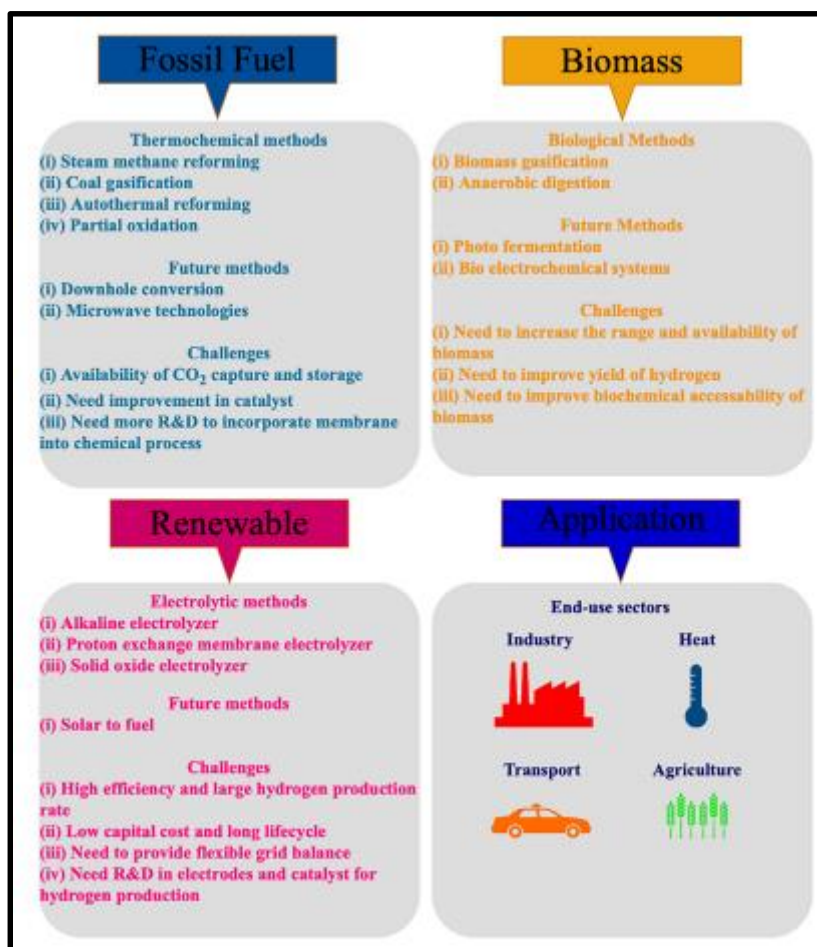 Fossil Fuel
Thermochemical methods
(i) Steam methane reforming
(ii) Coal gasification
(iii) Autothermal reforming
(iv) Partial oxidation
Future methods
(i) Downhole conversion
(ii) Microwave technologies
Challenges
(i) Availability of CO₂ capture and storage
(ii) Need improvement in catalyst
(iii) Need more R&D to incorporate membrane
into chemical process
Biomass
Biological Methods
(i) Biomass gasification
(ii) Anaerobic digestion
Future Methods
(i) Photo fermentation
(ii) Bio electrochemical systems
Challenges
(i) Need to increase the range and availability of
biomass
(ii) Need to improve yield of hydrogen
(iii) Need to improve biochemical accessability of
biomass
Renewable
Electrolytic methods
(i) Alkaline electrolyzer
(ii) Proton exchange membrane electrolyzer
(iii) Solid oxide electrolyzer
Future methods
(i) Solar to fuel
Challenges
(i) High efficiency and large hydrogen production
rate
(ii) Low capital cost and long lifecycle
(iii) Need to provide flexible grid balance
(iv) Need R&D in electrodes and catalyst for
hydrogen production
Application
End-use sectors
Industry
Heat
Transport
Agriculture